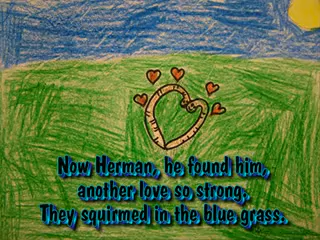 Now Herman, he found him,
another love so strong.
They squirmed in the blue grass.